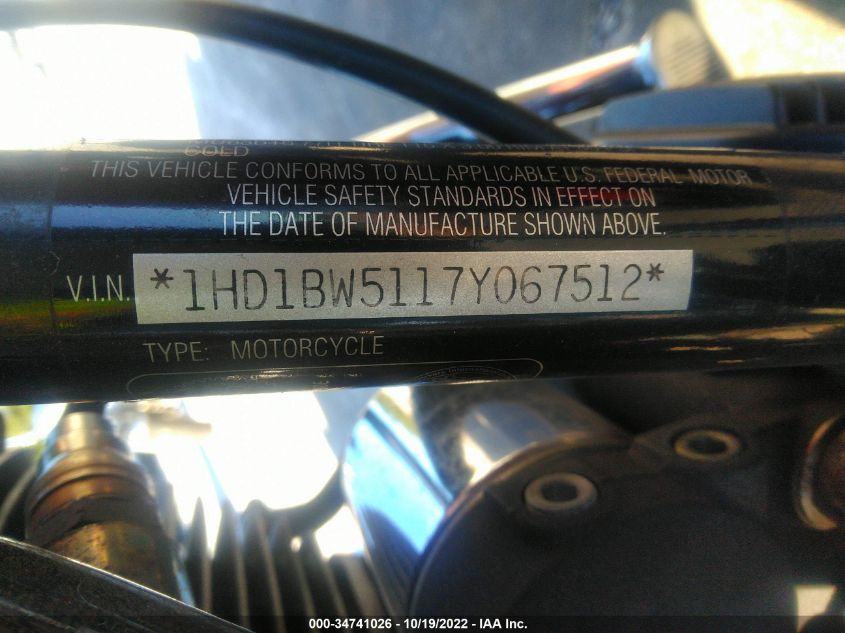 COLD
THIS VEHICLE CONFORMS TO ALL APPLICABLE U.S. FEDERAL MOTOR
VEHICLE SAFETY STANDARDS IN EFFECT ON
THE DATE OF MANUFACTURE SHOWN ABOVE.
V.I.N. *1HD1BW5117Y067512*
TYPE: MOTORCYCLE
000-34741026 - 10/19/2022 - IAA Inc.